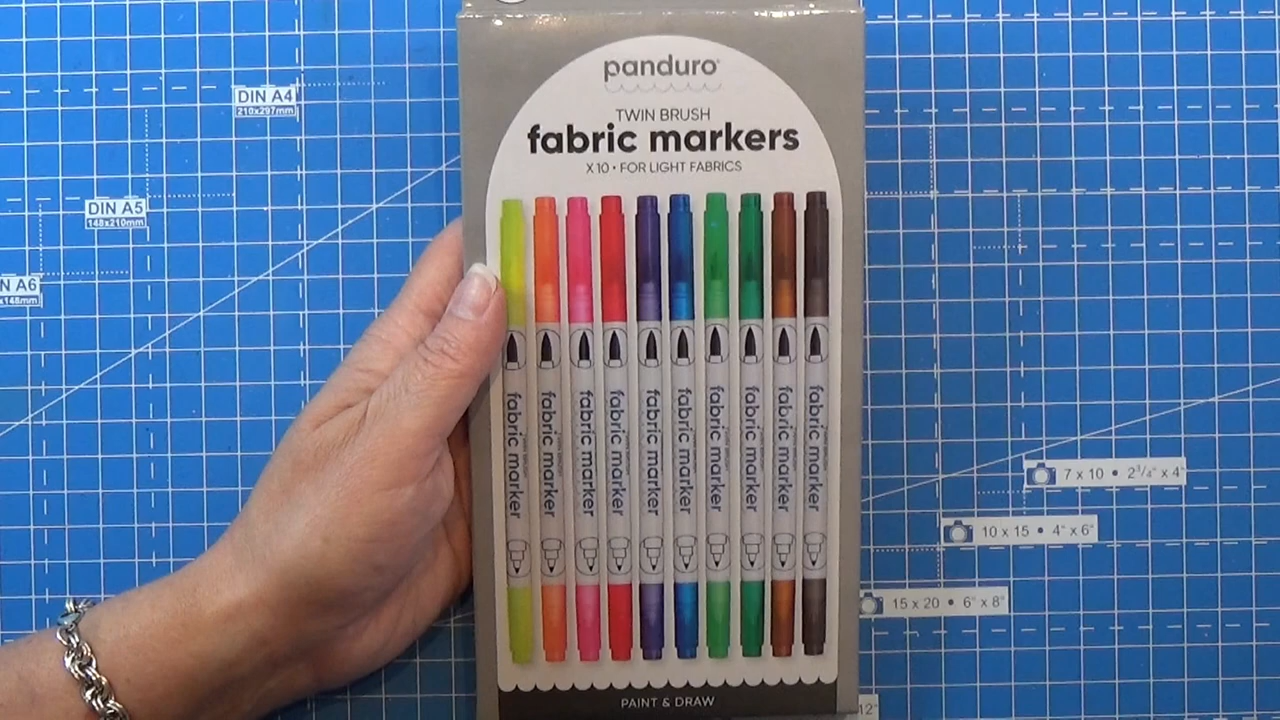 panduro
TWIN BRUSH
fabric markers
X 10 • FOR LIGHT FABRICS
fabric marker
fabric marker
fabric marker
fabric marker
fabric marker
fabric marker
fabric marker
fabric marker
fabric marker
fabric marker
PAINT & DRAW
DIN A4
210x297mm
DIN A5
148x210mm
N A6
x148mm
7 x 10 • 2³/₄" x 4"
10 x 15 • 4" x 6"
15 x 20 • 6" x 8"
12"